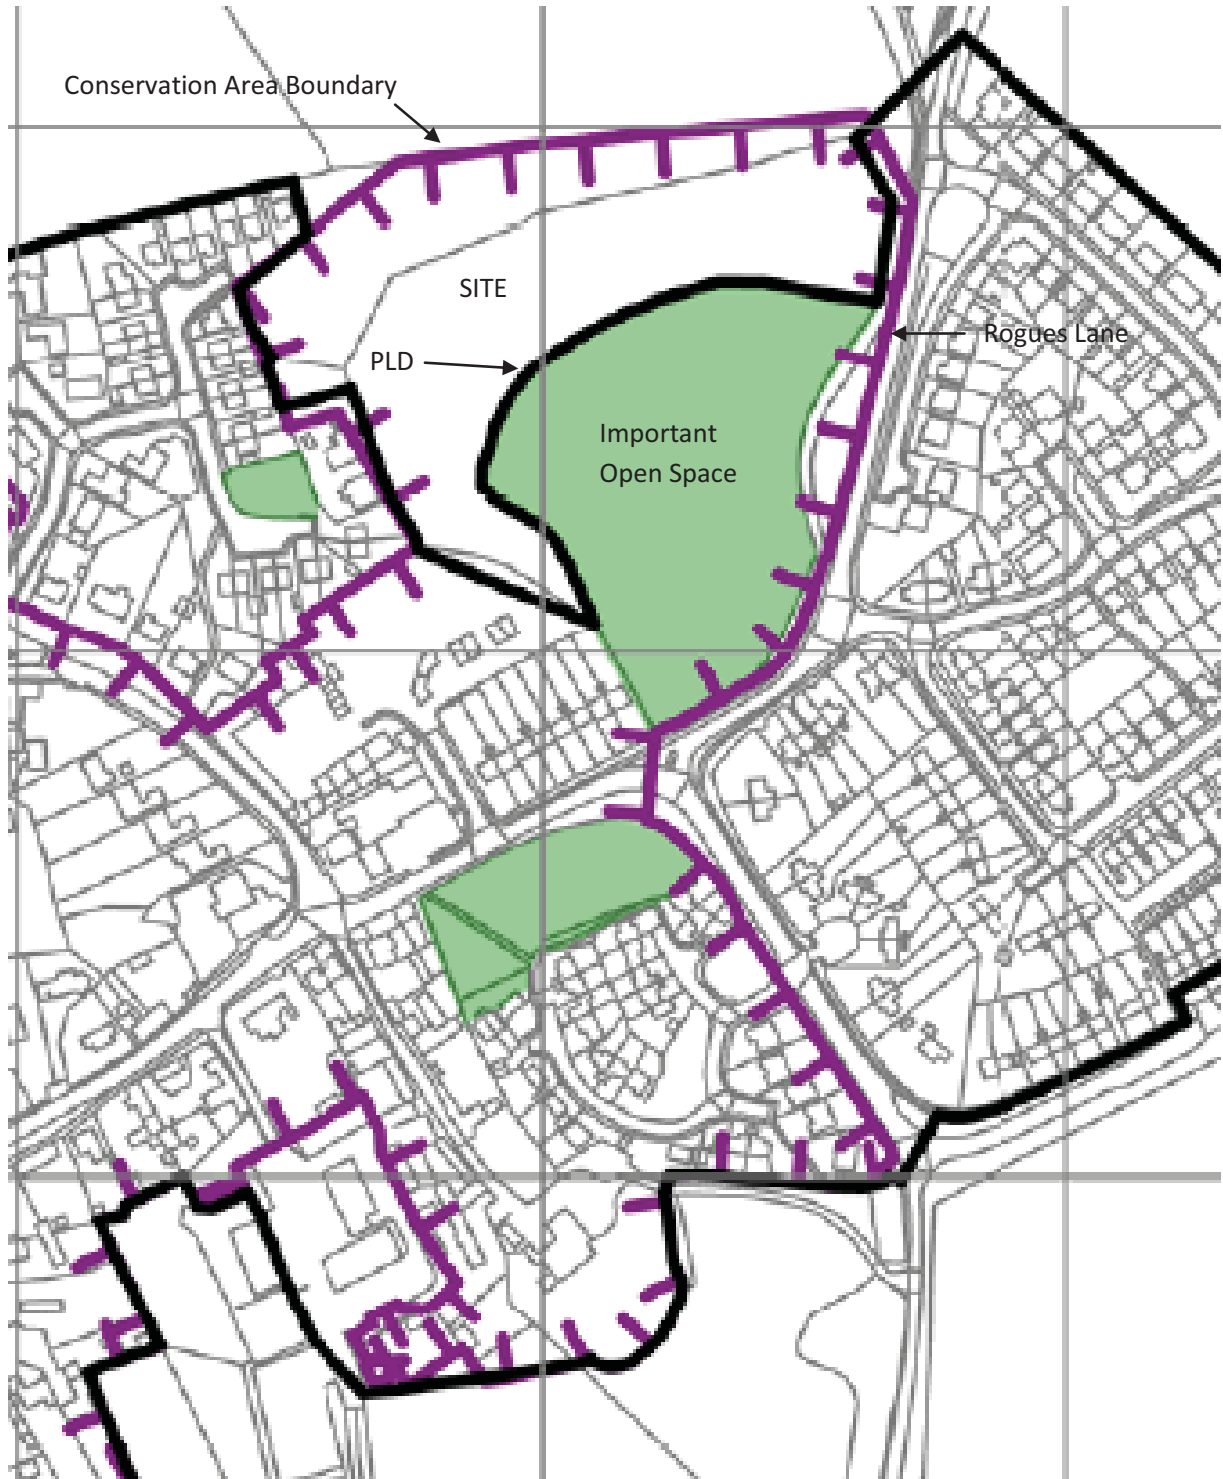 Conservation Area Boundary
SITE
Rogues Lane
PLD
Important
Open Space